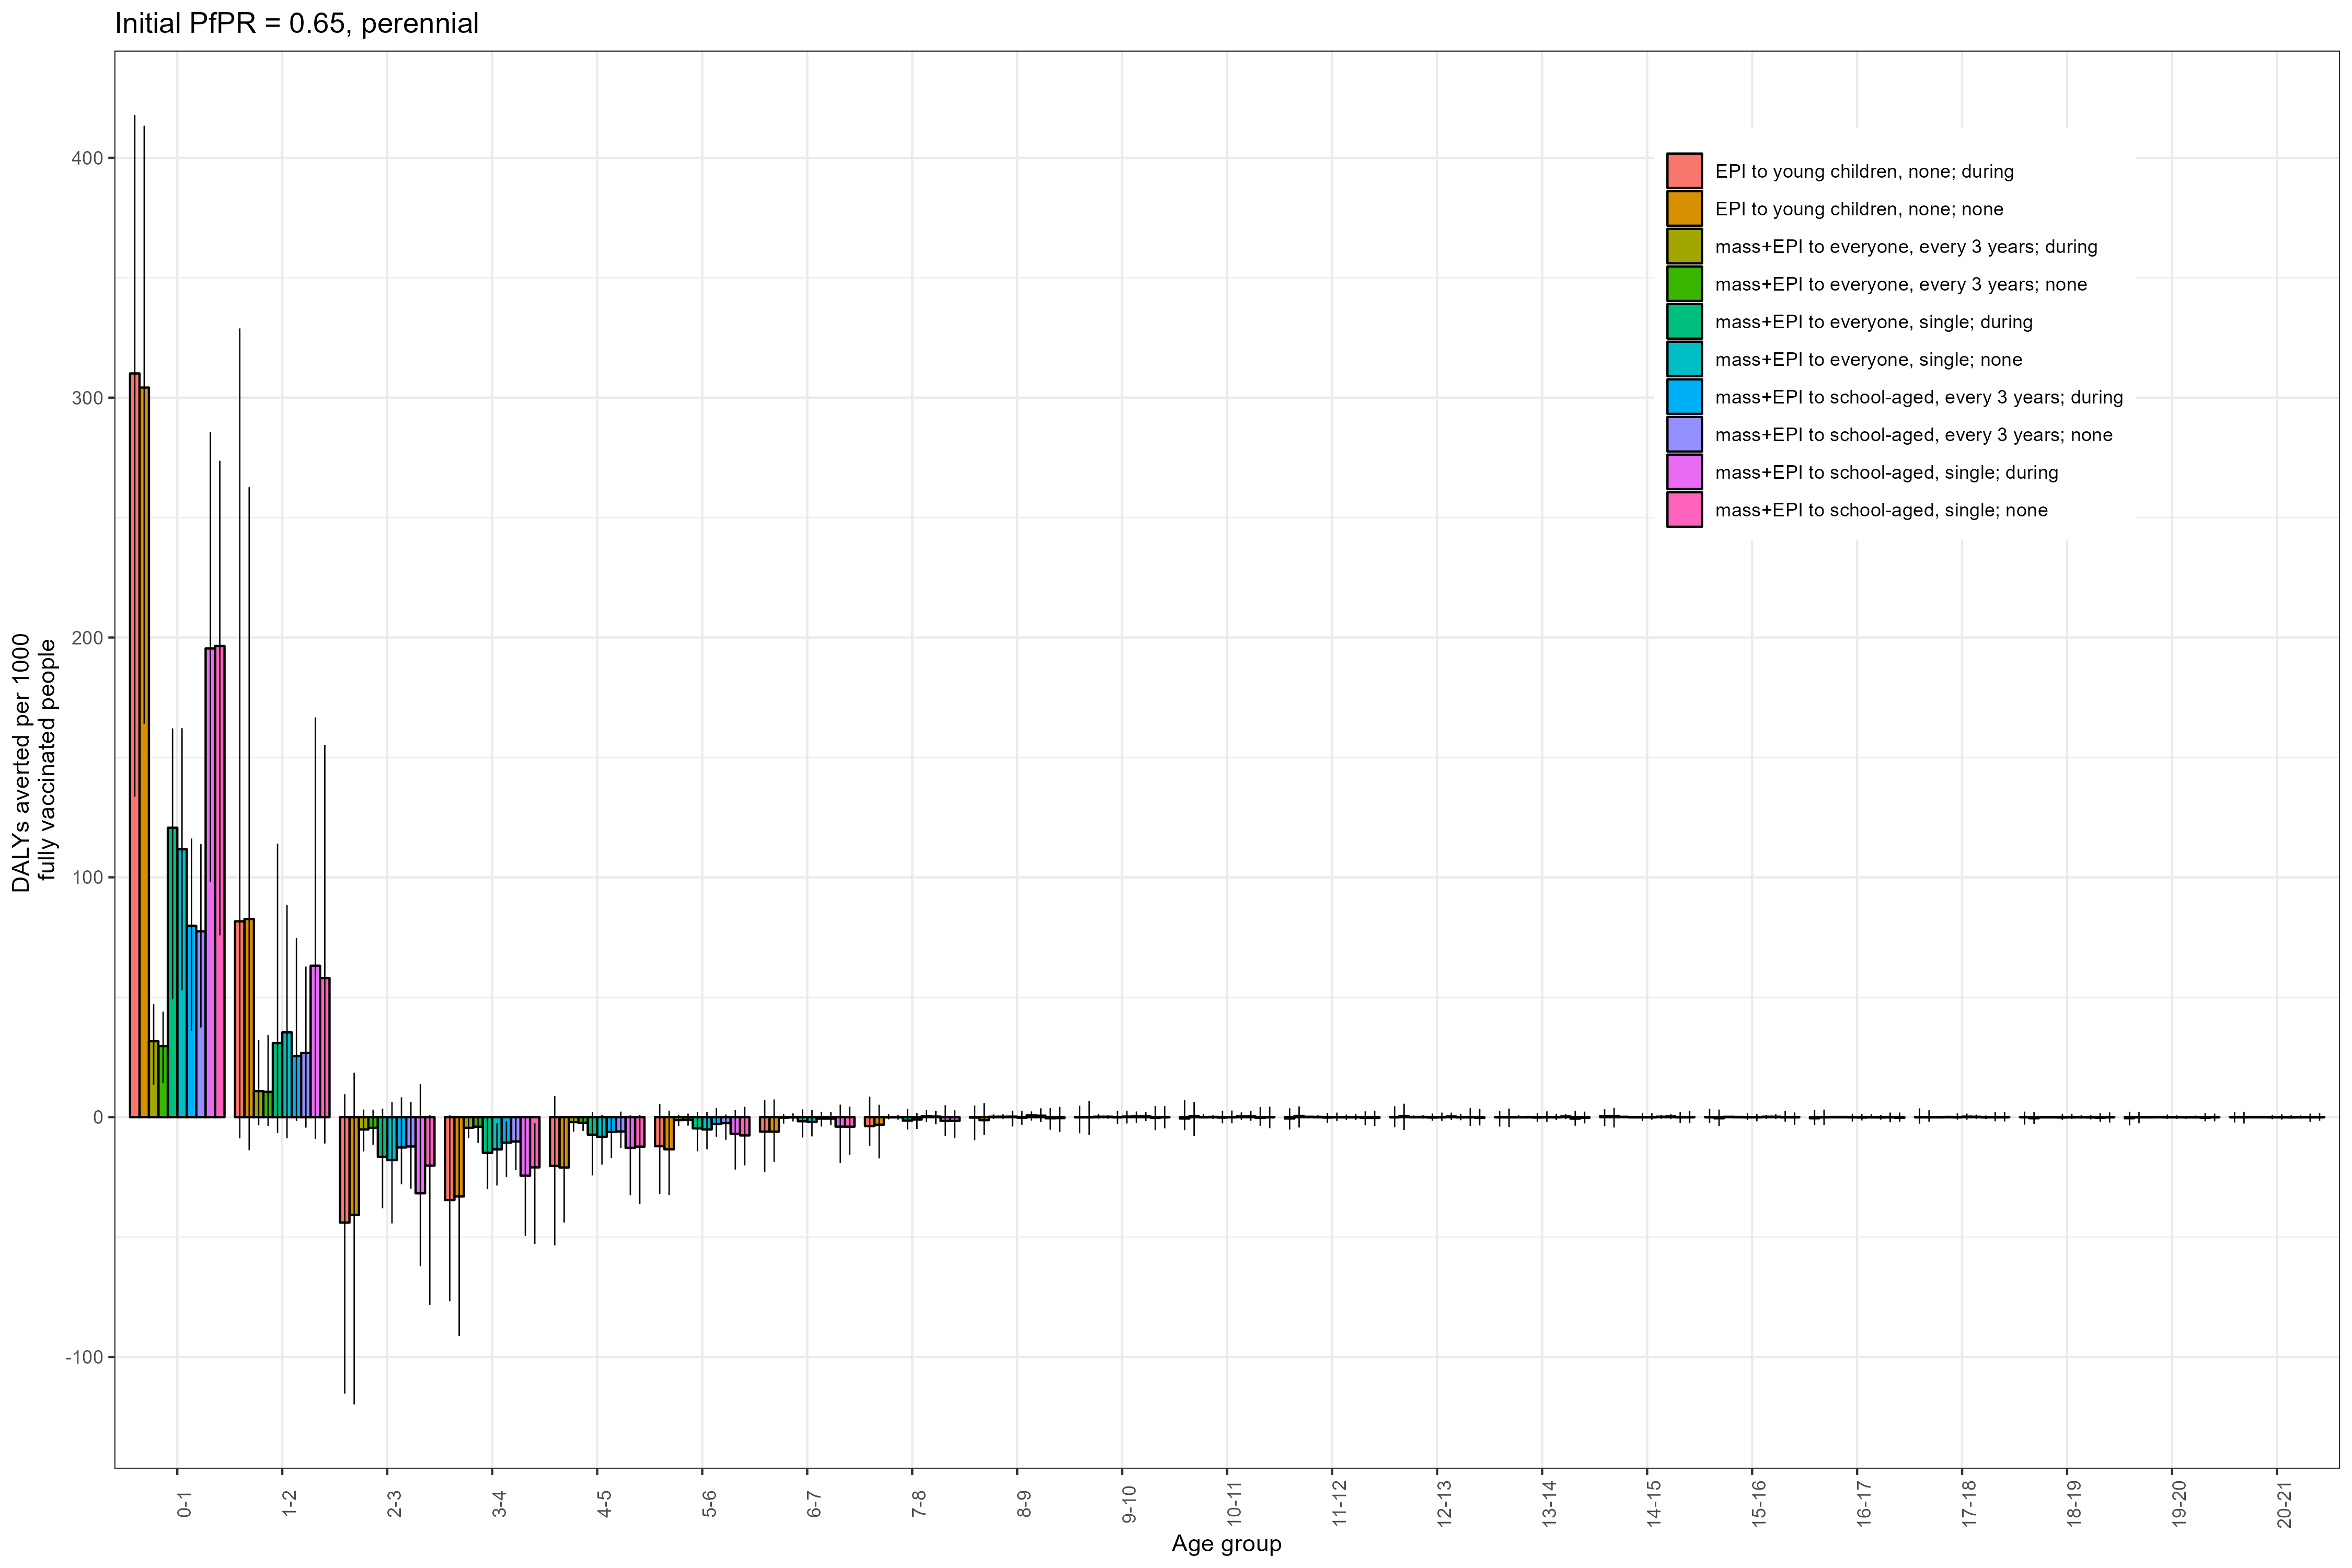 Initial PfPR = 0.65, perennial
DALYs averted per 1000
fully vaccinated people
400
300
200
100
0
-100
EPI to young children, none; during
EPI to young children, none; none
mass+EPI to everyone, every 3 years; during
mass+EPI to everyone, every 3 years; none
mass+EPI to everyone, single; during
mass+EPI to everyone, single; none
mass+EPI to school-aged, every 3 years; during
mass+EPI to school-aged, every 3 years; none
mass+EPI to school-aged, single; during
mass+EPI to school-aged, single; none
0-1
1-2
2-3
3-4
4-5
5-6
6-7
7-8
8-9
9-10
10-11
11-12
12-13
13-14
14-15
15-16
16-17
17-18
18-19
19-20
20-21
Age group